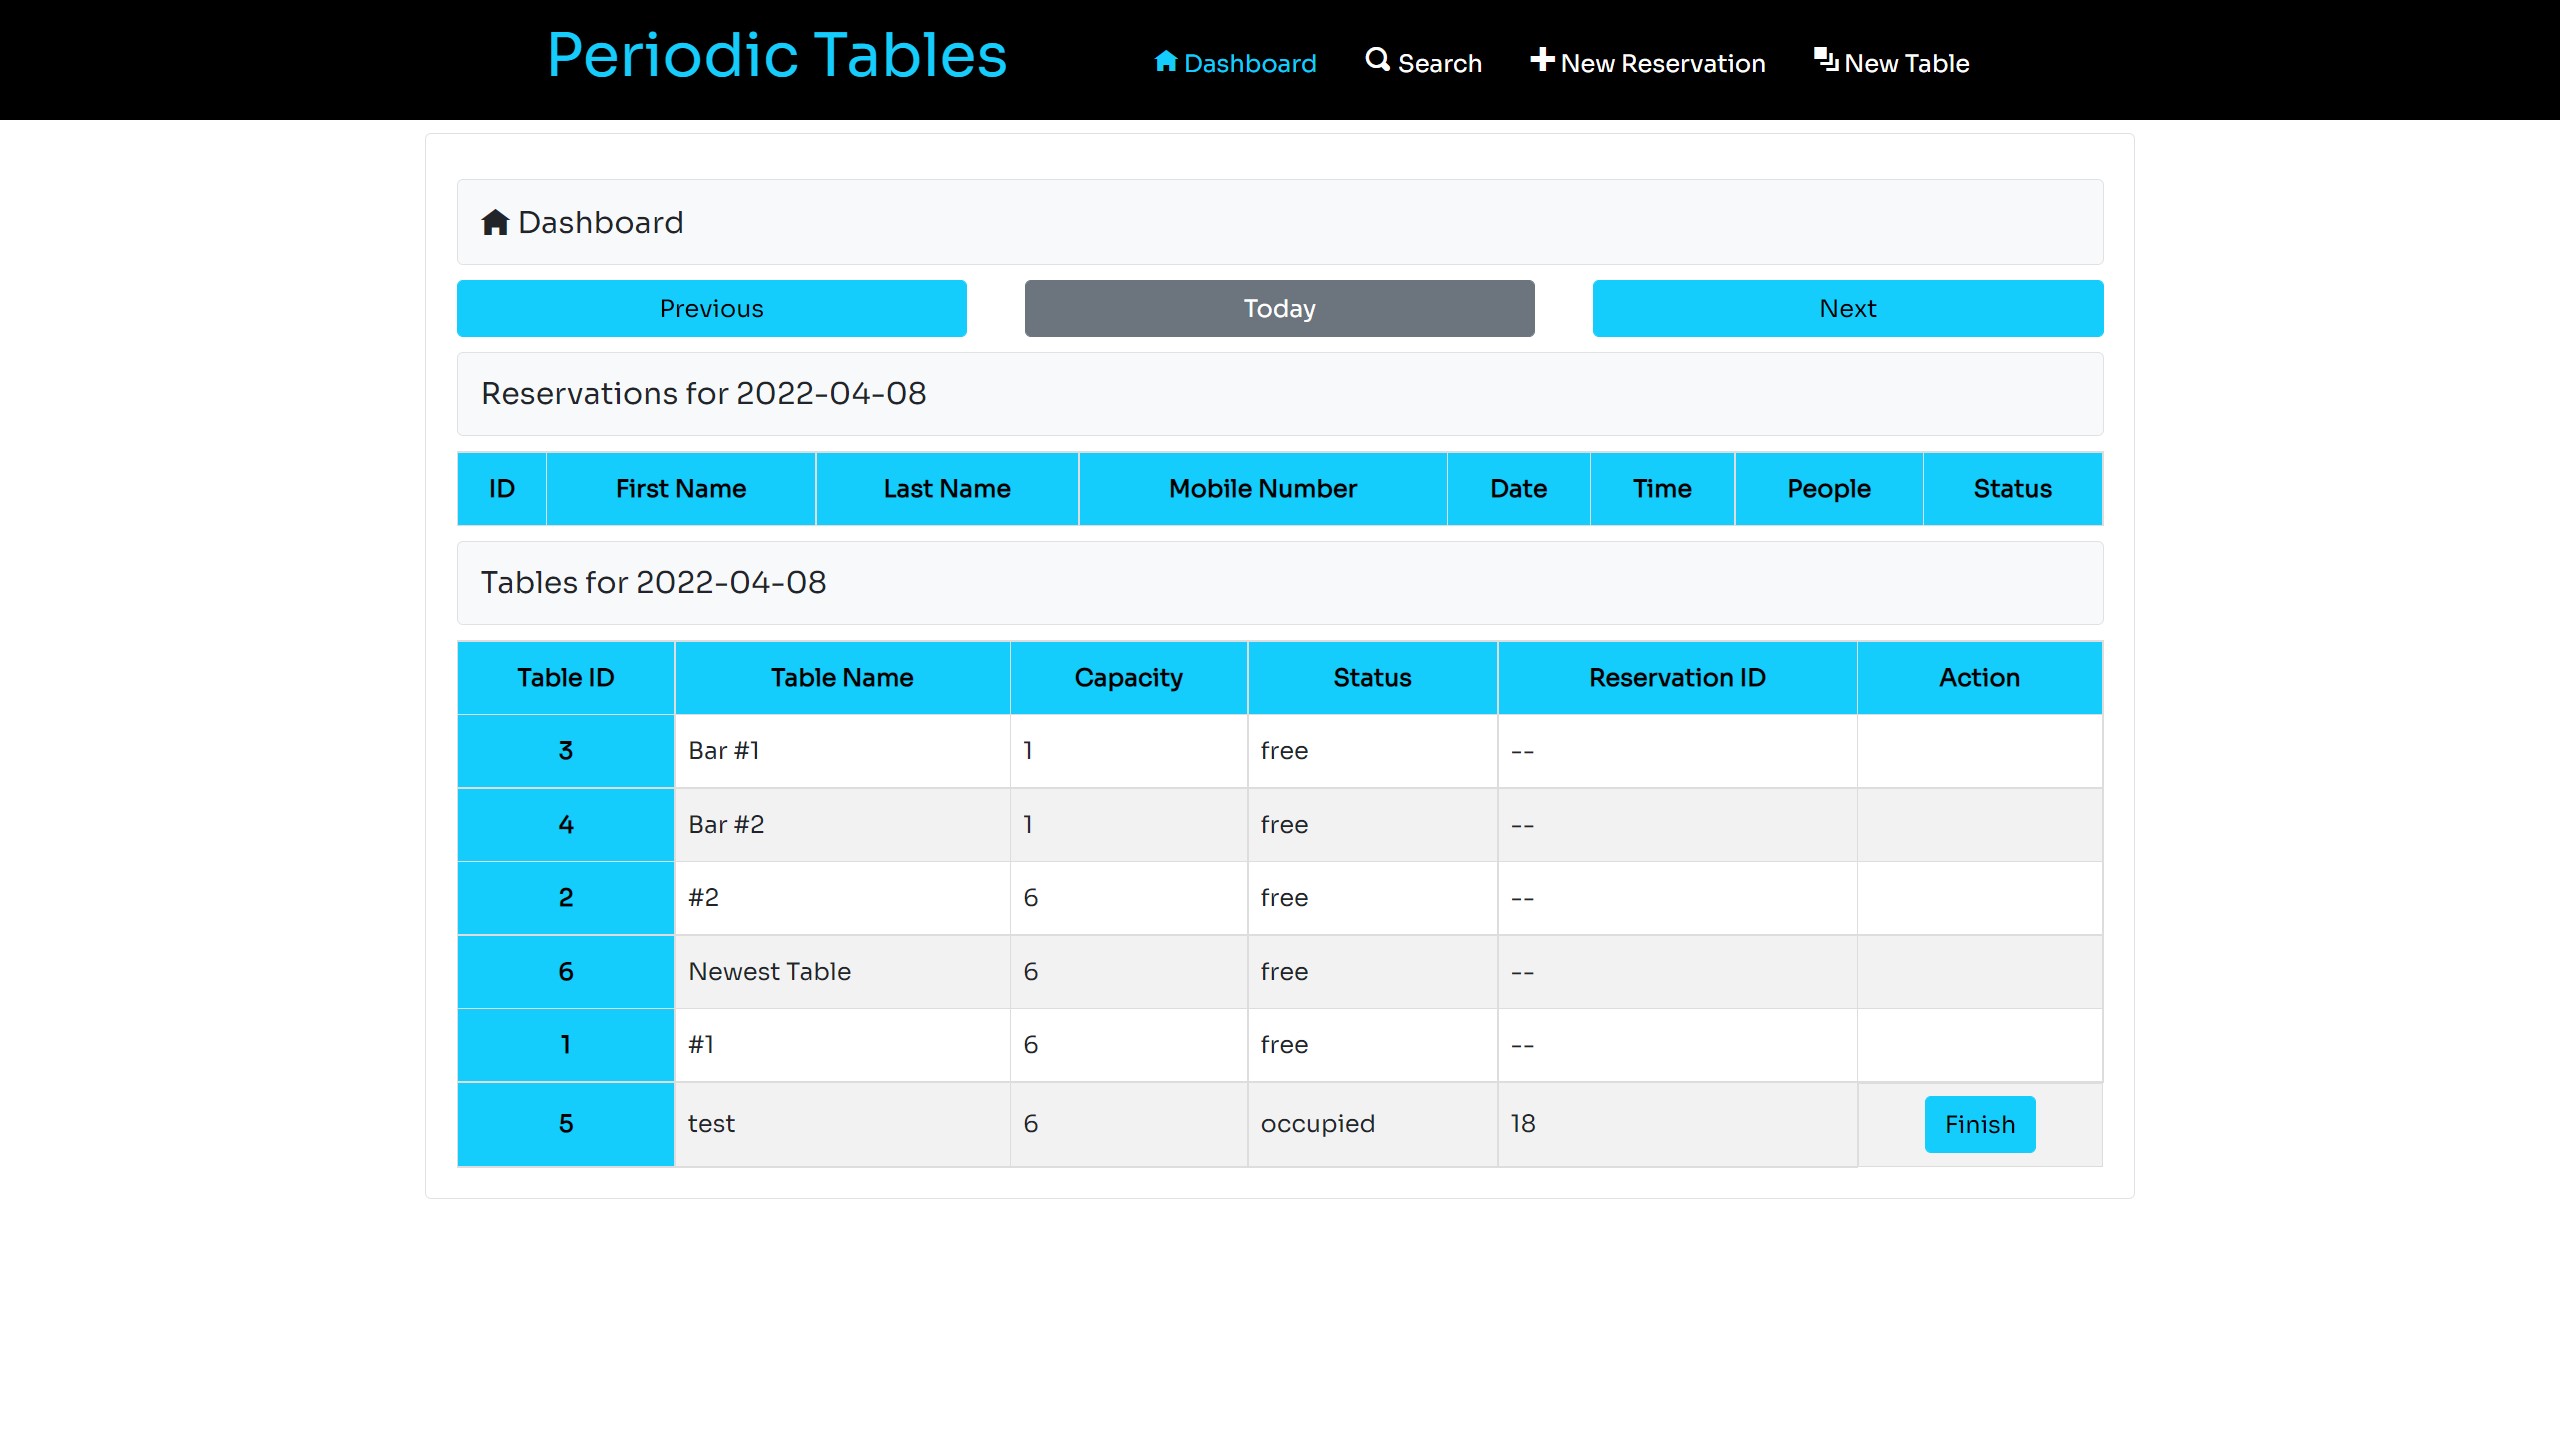 Periodic Tables
Dashboard Search New Reservation New Table
Dashboard
Previous Today Next
Reservations for 2022-04-08
ID First Name Last Name Mobile Number Date Time People Status
Tables for 2022-04-08
Table ID Table Name Capacity Status Reservation ID Action
3 Bar #1 1 free --
4 Bar #2 1 free --
2 #2 6 free --
6 Newest Table 6 free --
1 #1 6 free --
5 test 6 occupied 18 Finish